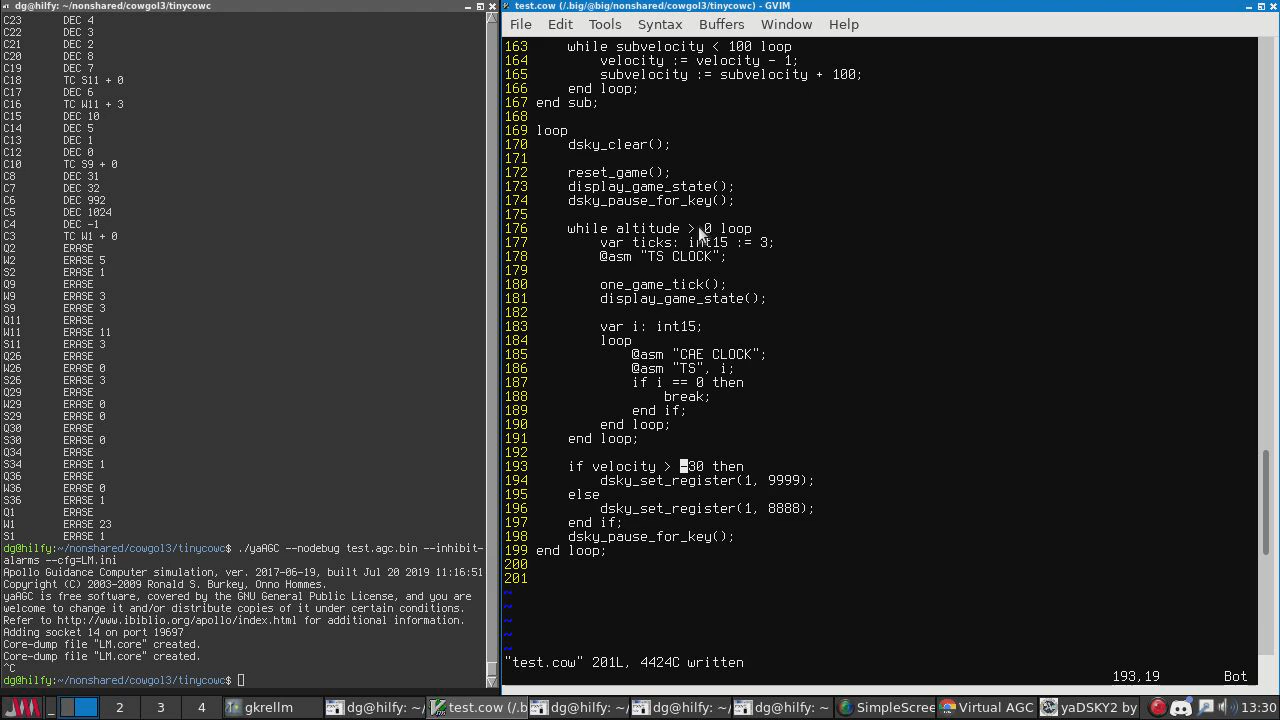 dg@hilfy: ~/nonshared/cowgol3/tinycowc
C23 DEC 4
C22 DEC 3
C21 DEC 2
C20 DEC 8
C19 DEC 7
C18 TC S11 + 0
C17 DEC 6
C16 TC W11 + 3
C15 DEC 10
C14 DEC 5
C13 DEC 1
C12 DEC 0
C10 TC S9 + 0
C8 DEC 31
C7 DEC 32
C6 DEC 992
C5 DEC 1024
C4 DEC -1
C3 TC W1 + 0
Q2 ERASE
W2 ERASE 5
S2 ERASE 1
Q9 ERASE
W9 ERASE 3
S9 ERASE 3
Q11 ERASE
W11 ERASE 11
S11 ERASE 3
Q26 ERASE
W26 ERASE 0
S26 ERASE 3
Q29 ERASE
W29 ERASE 0
S29 ERASE 0
Q30 ERASE
S30 ERASE 0
Q34 ERASE
S34 ERASE 1
Q36 ERASE
W36 ERASE 0
S36 ERASE 1
Q1 ERASE
W1 ERASE 23
S1 ERASE 1
dg@hilfy:~/nonshared/cowgol3/tinycowc$ ./yaAGC --nodebug test.agc.bin --inhibit-
alarms --cfg=LM.ini
Apollo Guidance Computer simulation, ver. 2017-06-19, built Jul 20 2019 11:16:51
Copyright (C) 2003-2009 Ronald S. Burkey, Onno Hommes.
yaAGC is free software, covered by the GNU General Public License, and you are
welcome to change it and/or distribute copies of it under certain conditions.
Refer to http://www.ibiblio.org/apollo/index.html for additional information.
Adding socket 14 on port 19697
Core-dump file "LM.core" created.
Core-dump file "LM.core" created.
^C
dg@hilfy:~/nonshared/cowgol3/tinycowc$
test.cow (/.big/@big/nonshared/cowgol3/tinycowc) - GVIM
File Edit Tools Syntax Buffers Window Help
163 while subvelocity < 100 loop
164 velocity := velocity - 1;
165 subvelocity := subvelocity + 100;
166 end loop;
167 end sub;
168
169 loop
170 dsky_clear();
171
172 reset_game();
173 display_game_state();
174 dsky_pause_for_key();
175
176 while altitude > 0 loop
177 var ticks: int15 := 3;
178 @asm "TS CLOCK";
179
180 one_game_tick();
181 display_game_state();
182
183 var i: int15;
184 loop
185 @asm "CAE CLOCK";
186 @asm "TS", i;
187 if i == 0 then
188 break;
189 end if;
190 end loop;
191 end loop;
192
193 if velocity > -30 then
194 dsky_set_register(1, 9999);
195 else
196 dsky_set_register(1, 8888);
197 end if;
198 dsky_pause_for_key();
199 end loop;
200
201
~
~
~
~
"test.cow" 201L, 4424C written
193,19 Bot
2 3 4 gkrellm dg@hilfy: ~ test.cow (/.b dg@hilfy: ~/n dg@hilfy: ~/ dg@hilfy: ~/ SimpleScree Virtual AGC yaDSKY2 by 13:30